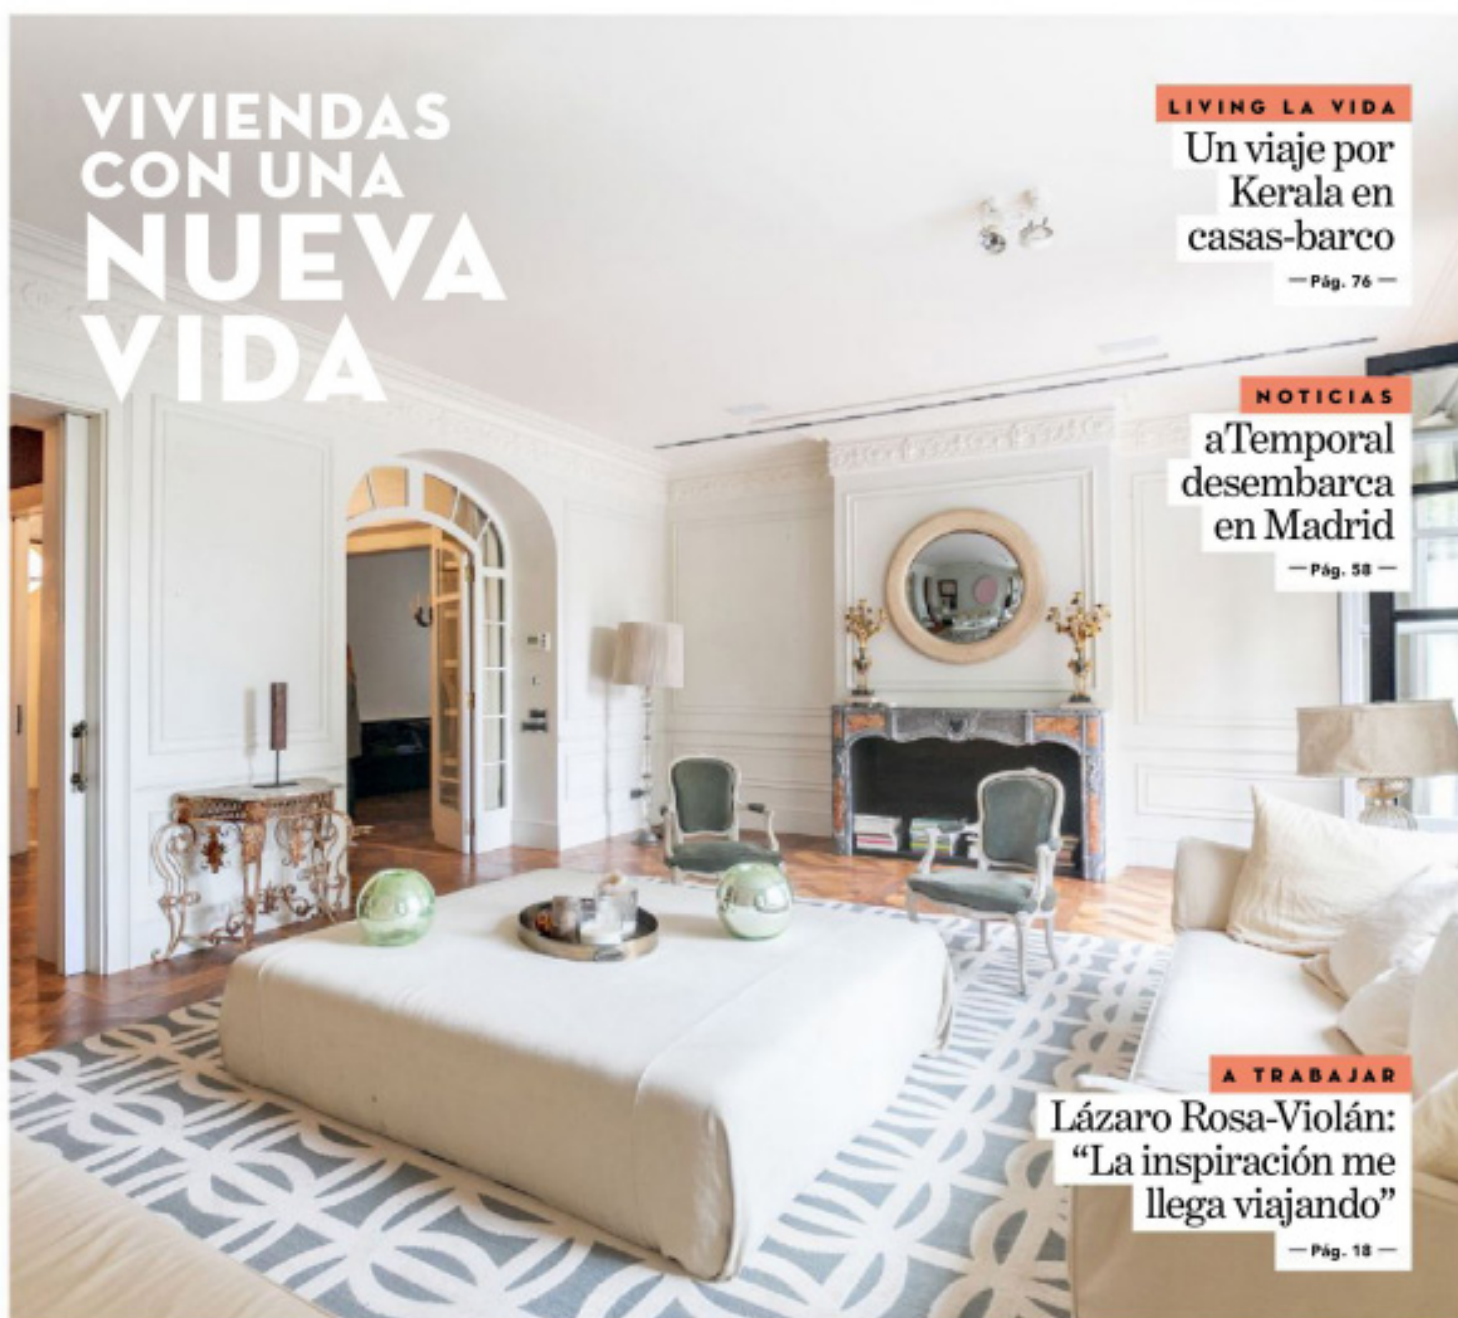 VIVIENDAS
CON UNA
NUEVA
VIDA
LIVING LA VIDA
Un viaje por
Kerala en
casas-barco
— Pág. 76 —
NOTICIAS
aTemporal
desembarca
en Madrid
— Pág. 58 —
A TRABAJAR
Lázaro Rosa-Violán:
“La inspiración me
llega viajando”
— Pág. 18 —